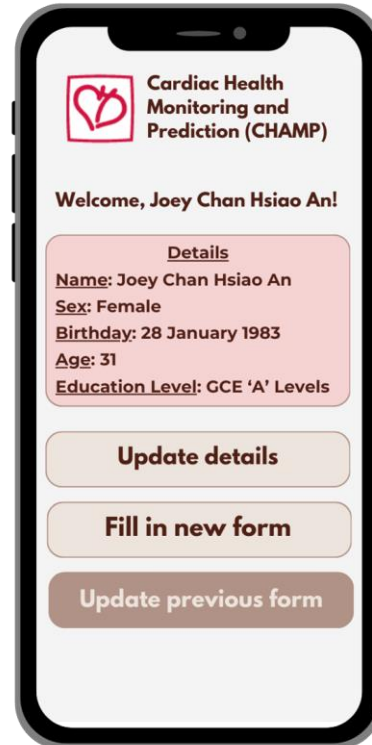 Cardiac Health
Monitoring and
Prediction (CHAMP)
Welcome, Joey Chan Hsiao An!
Details
Name: Joey Chan Hsiao An
Sex: Female
Birthday: 28 January 1983
Age: 31
Education Level: GCE ‘A’ Levels
Update details
Fill in new form
Update previous form